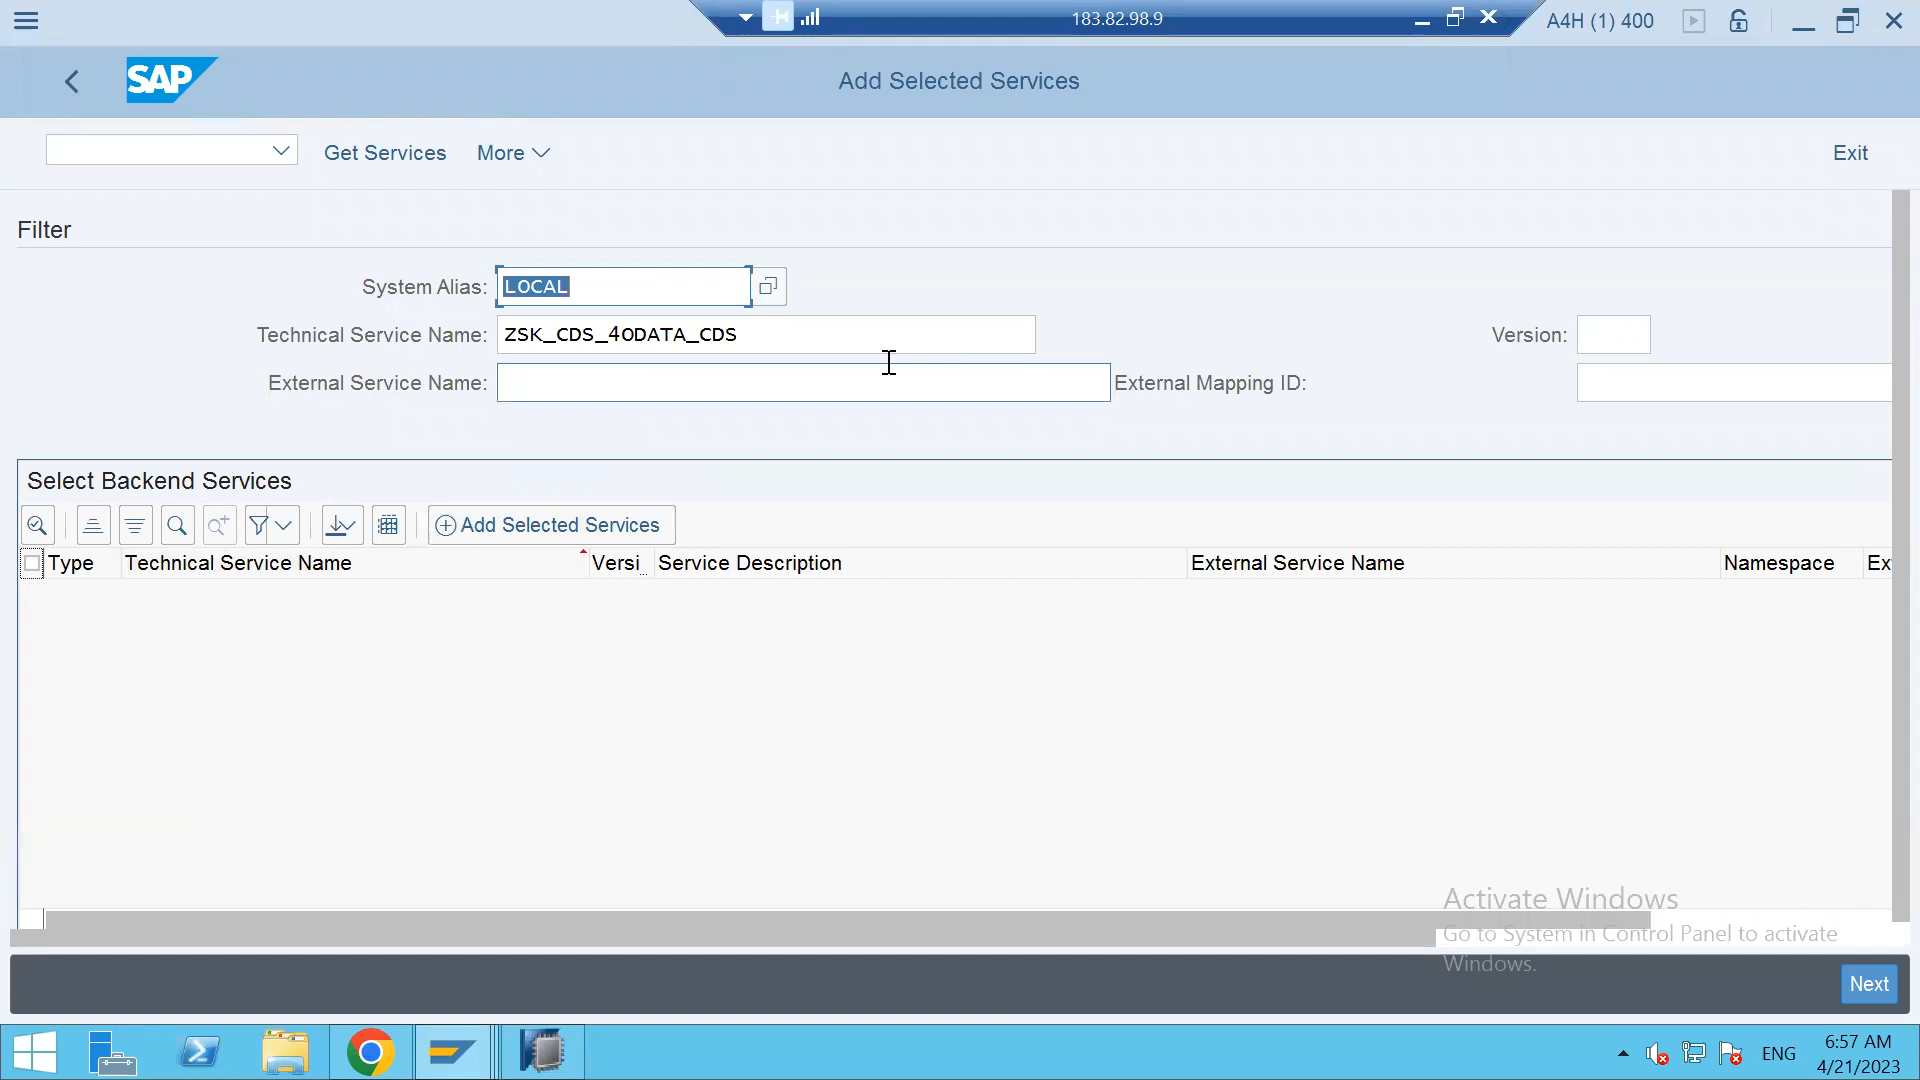 183.82.98.9
A4H (1) 400
SAP
Add Selected Services
Get Services More
Exit
Filter
System Alias: LOCAL
Technical Service Name: ZSK_CDS_4ODATA_CDS Version:
External Service Name: External Mapping ID:
Select Backend Services
Add Selected Services
Type Technical Service Name Versi.. Service Description External Service Name Namespace Ex
Activate Windows
Go to System in Control Panel to activate
Windows.
Next
ENG
6:57 AM
4/21/2023